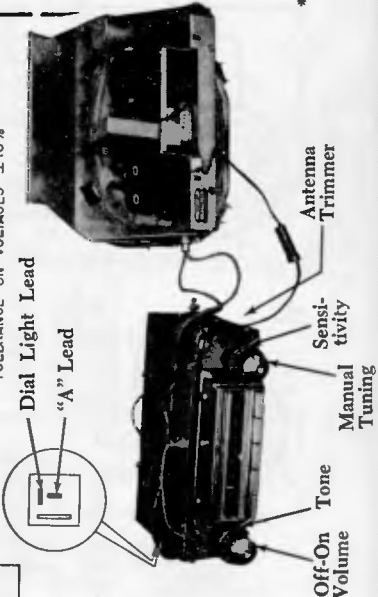 TOLERANCE ON VOLTAGES ±10%
Dial Light Lead
"A" Lead
*
Antenna
Trimmer
Sensi-
tivity
Manual
Tuning
Tone
Off-On
Volume